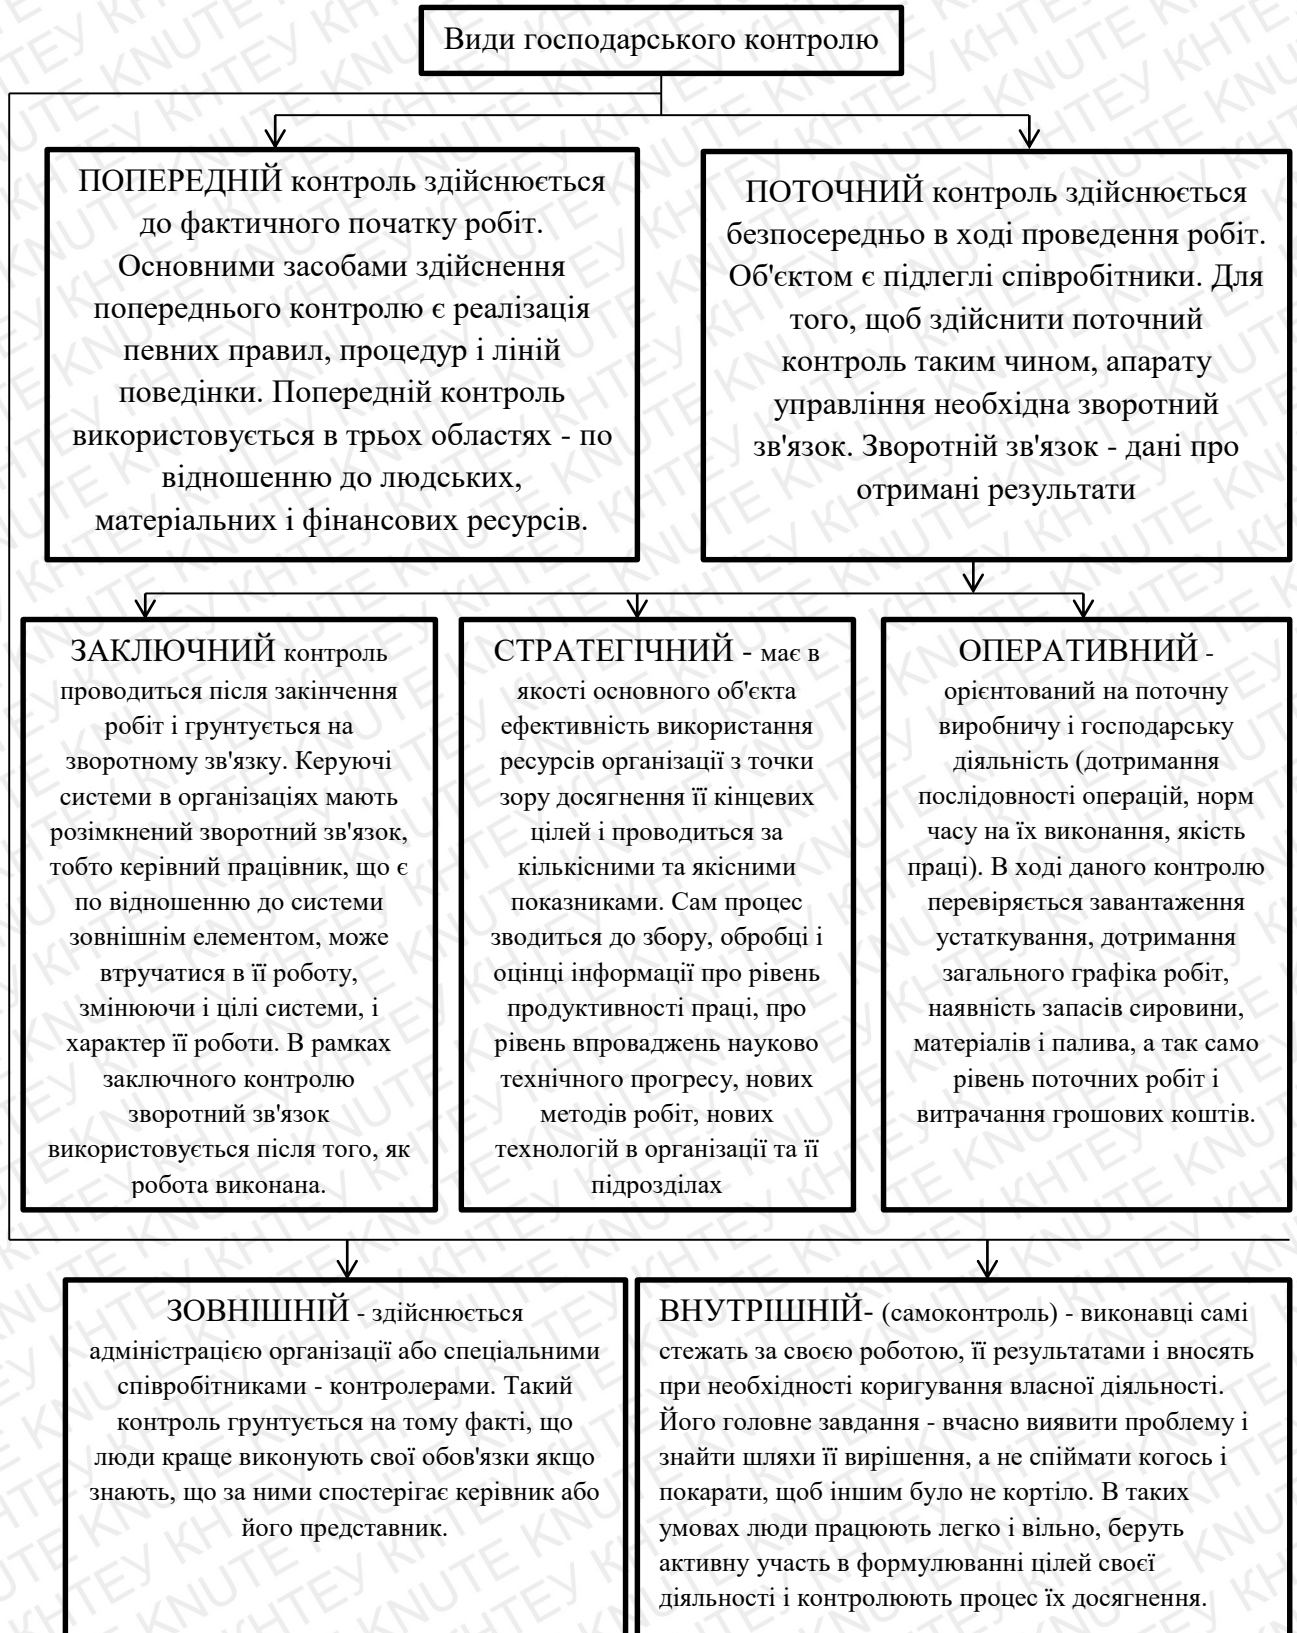 Види господарського контролю
ПОПЕРЕДНІЙ контроль здійснюється
до фактичного початку робіт.
Основними засобами здійснення
попереднього контролю є реалізація
певних правил, процедур і ліній
поведінки. Попередній контроль
використовується в трьох областях - по
відношенню до людських,
матеріальних і фінансових ресурсів.
ПОТОЧНИЙ контроль здійснюється
безпосередньо в ході проведення робіт.
Об'єктом є підлеглі співробітники. Для
того, щоб здійснити поточний
контроль таким чином, апарату
управління необхідна зворотний
зв'язок. Зворотній зв'язок - дані про
отримані результати
ЗАКЛЮЧНИЙ контроль
проводиться після закінчення
робіт і грунтується на
зворотному зв'язку. Керуючі
системи в організаціях мають
розімкнений зворотний зв'язок,
тобто керівний працівник, що є
по відношенню до системи
зовнішнім елементом, може
втручатися в її роботу,
змінюючи і цілі системи, і
характер її роботи. В рамках
заключного контролю
зворотний зв'язок
використовується після того, як
робота виконана.
СТРАТЕГІЧНИЙ - має в
якості основного об'єкта
ефективність використання
ресурсів організації з точки
зору досягнення її кінцевих
цілей і проводиться за
кількісними та якісними
показниками. Сам процес
зводиться до збору, обробці і
оцінці інформації про рівень
продуктивності праці, про
рівень впроваджень науково
технічного прогресу, нових
методів робіт, нових
технологій в організації та її
підрозділах
ОПЕРАТИВНИЙ -
орієнтований на поточну
виробничу і господарську
діяльність (дотримання
послідовності операцій, норм
часу на їх виконання, якість
праці). В ході даного контролю
перевіряється завантаження
устаткування, дотримання
загального графіка робіт,
наявність запасів сировини,
матеріалів і палива, а так само
рівень поточних робіт і
витрачання грошових коштів.
ЗОВНІШНІЙ - здійснюється
адміністрацією організації або спеціальними
співробітниками - контролерами. Такий
контроль грунтується на тому факті, що
люди краще виконують свої обов'язки якщо
знають, що за ними спостерігає керівник або
його представник.
ВНУТРІШНІЙ- (самоконтроль) - виконавці самі
стежать за своєю роботою, її результатами і вносять
при необхідності коригування власної діяльності.
Його головне завдання - вчасно виявити проблему і
знайти шляхи її вирішення, а не спіймати когось і
покарати, щоб іншим було не кортіло. В таких
умовах люди працюють легко і вільно, беруть
активну участь в формулюванні цілей своєї
діяльності і контролюють процес їх досягнення.